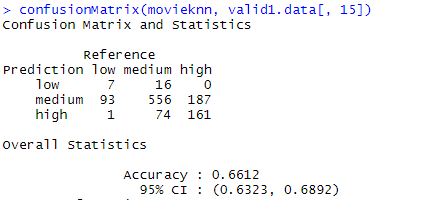 > confusionMatrix(movieknn, valid1.data[, 15])
Confusion Matrix and Statistics
Reference
Prediction low medium high
low 7 16 0
medium 93 556 187
high 1 74 161
Overall Statistics
Accuracy : 0.6612
95% CI : (0.6323, 0.6892)